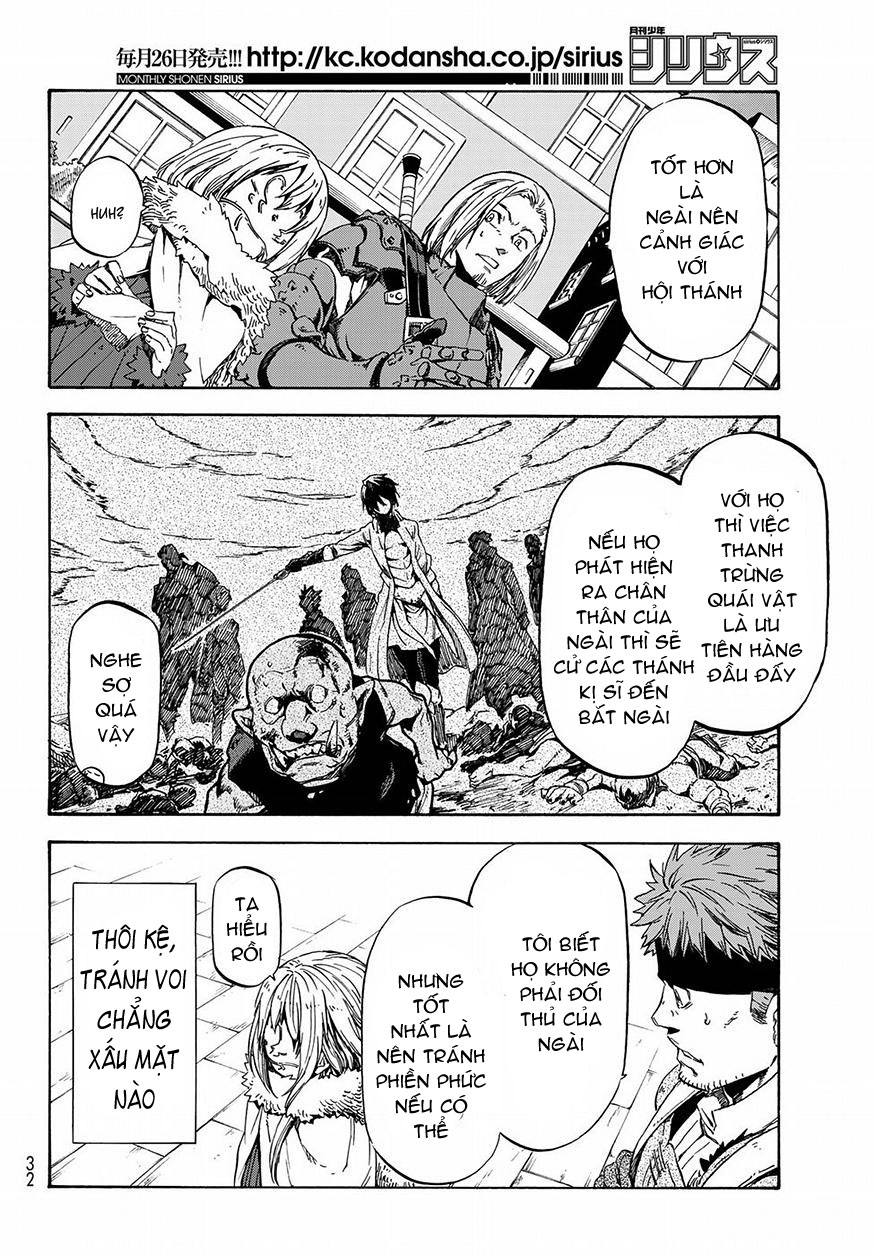 毎月26日発売!!! http://kc.kodansha.co.jp/sirius
MONTHLY SHONEN SIRIUS
月刊少年
シリウス
TỐT HƠN
LÀ
NGÀI NÊN
CẢNH GIÁC
VỚI
HỘI THÁNH
HUH?
VỚI HỌ
THÌ VIỆC
THANH
TRỪNG
QUÁI VẬT
LÀ ƯU
TIÊN HÀNG
ĐẦU ĐẤY
NẾU HỌ
PHÁT HIỆN
RA CHÂN
THÂN CỦA
NGÀI THÌ SẼ
CỬ CÁC THÁNH
KỊ SĨ ĐẾN
BẮT NGÀI
NGHE
SỢ
QUÁ
VẬY
TÔI BIẾT
HỌ KHÔNG
PHẢI ĐỐI
THỦ CỦA
NGÀI
NHƯNG
TỐT
NHẤT LÀ
NÊN TRÁNH
PHIỀN PHỨC
NẾU CÓ
THỂ
TA
HIỂU
RỒI
THÔI KỆ,
TRÁNH VOI
CHẲNG
XẤU MẶT
NÀO
32